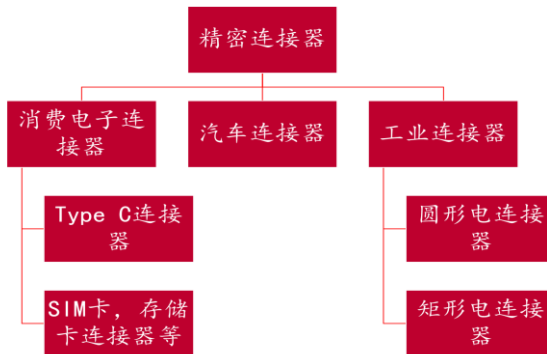 精密连接器
消费电子连
接器
汽车连接器
工业连接器
Type C连接
器
圆形电连接
器
SIM卡，存储
卡连接器等
矩形电连接
器